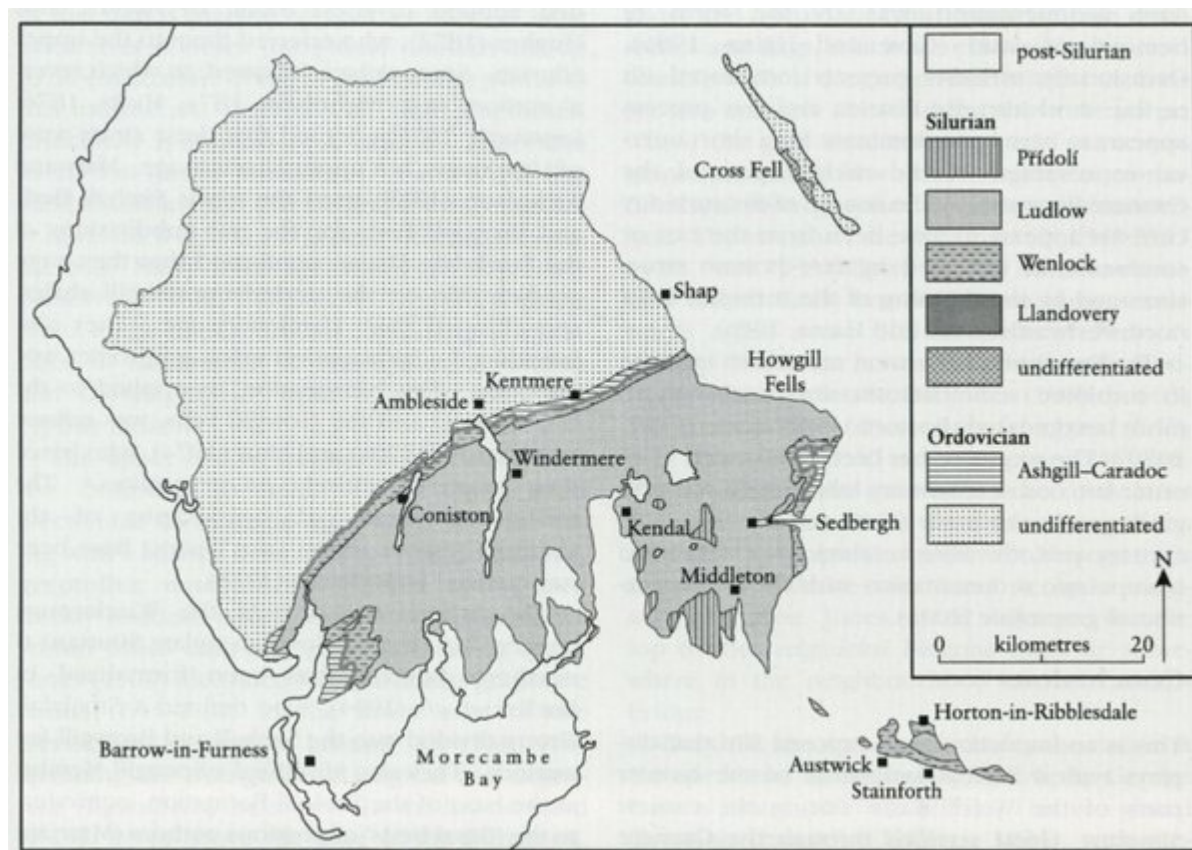 post-Silurian
Silurian
Přídolí
Ludlow
Wenlock
Llandovery
undifferentiated
Ordovician
Ashgill–Caradoc
undifferentiated
N
0 kilometres 20
Cross Fell
Shap
Howgill
Fells
Kentmere
Ambleside
Windermere
Coniston
Kendal
Sedbergh
Middleton
Horton-in-Ribblesdale
Austwick
Stainforth
Barrow-in-Furness
Morecambe
Bay